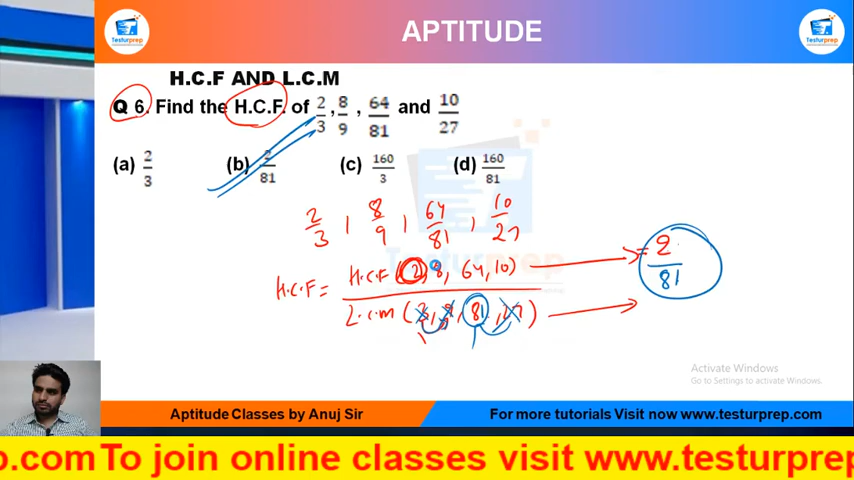 Testurprep
APTITUDE
Testurprep
H.C.F AND L.C.M
Q 6. Find the H.C.F. of 2/3, 8/9, 64/81 and 10/27
(a) 2/3 (b) 2/81 (c) 160/3 (d) 160/81
2/3, 8/9, 64/81, 10/27
H.C.F = H.C.F (2, 8, 64, 10) / L.C.M (3, 9, 81, 27) = 2/81
Testurprep
Activate Windows
Go to Settings to activate Windows.
Aptitude Classes by Anuj Sir
For more tutorials Visit now www.testurprep.com
p.com To join online classes visit www.testurp